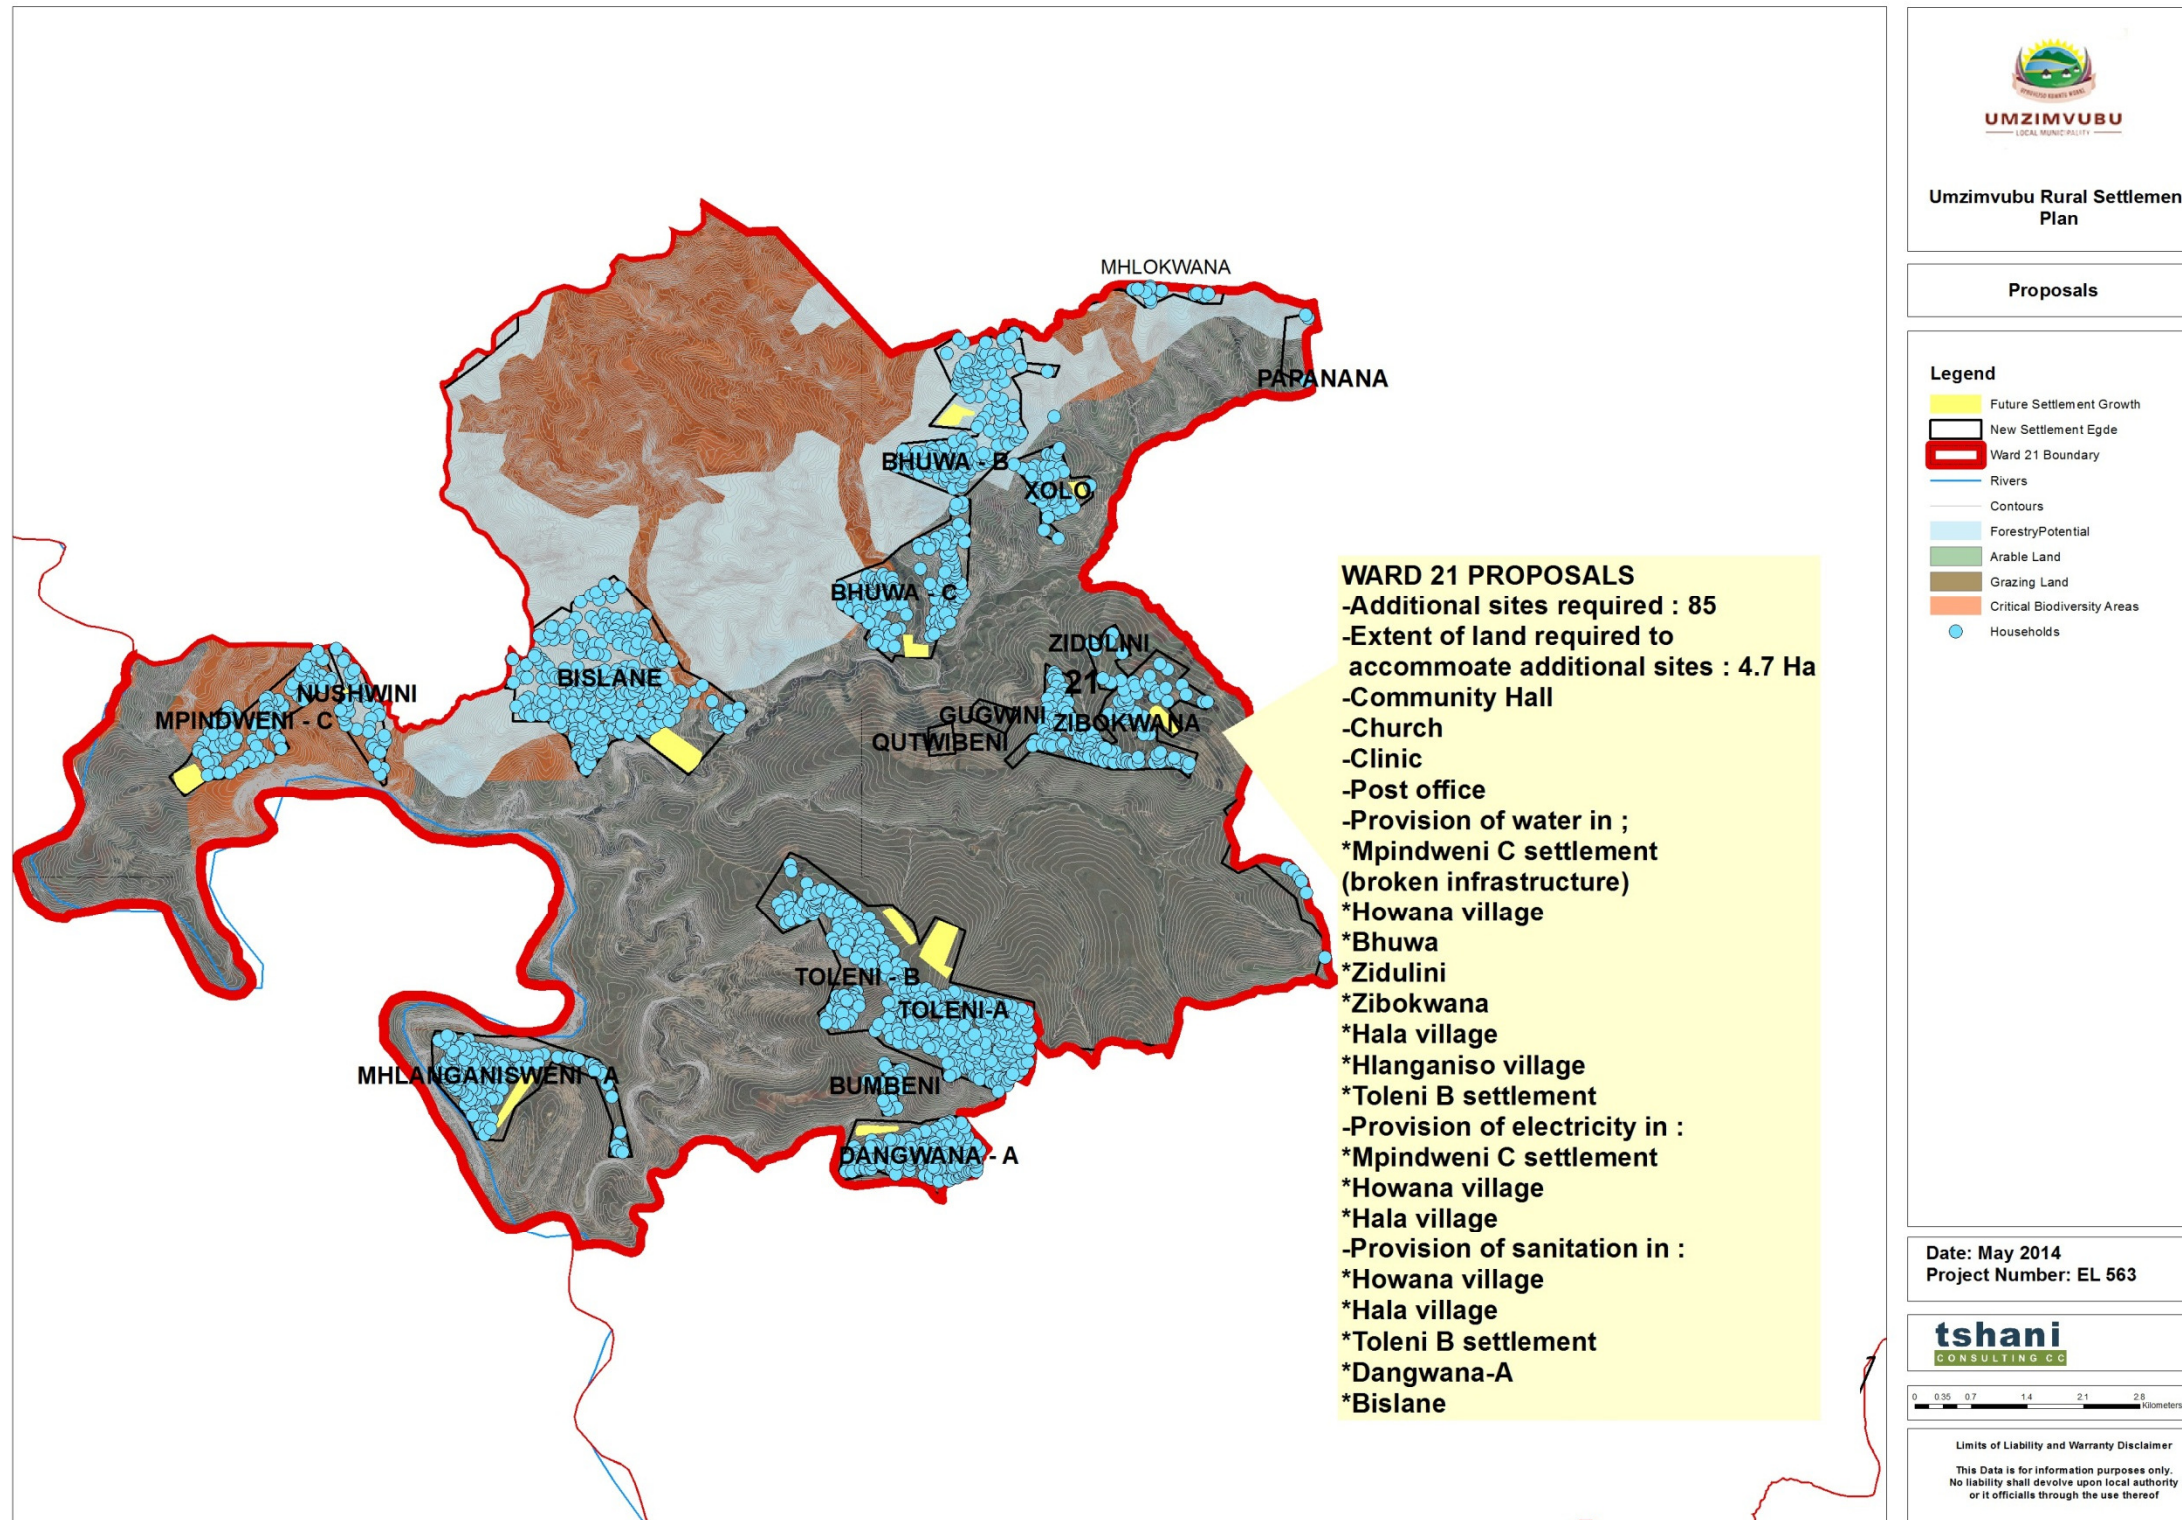 UMZIMVUBU
LOCAL MUNICIPALITY
Umzimvubu Rural Settlemen
Plan
Proposals
Legend
Future Settlement Growth
New Settlement Egde
Ward 21 Boundary
Rivers
Contours
ForestryPotential
Arable Land
Grazing Land
Critical Biodiversity Areas
Households
MHLOKWANA
PAPANANA
BHUWA - B
XOLO
BHUWA - C
ZIDULINI
21
BISLANE
NUSHWINI
MPINDWENI - C
GUGWINI
ZIBOKWANA
QUTWIBENI
TOLENI - B
TOLENI-A
MHLANGANISWENI - A
BUMBENI
DANGWANA - A
WARD 21 PROPOSALS
-Additional sites required : 85
-Extent of land required to
accommoate additional sites : 4.7 Ha
-Community Hall
-Church
-Clinic
-Post office
-Provision of water in ;
*Mpindweni C settlement
(broken infrastructure)
*Howana village
*Bhuwa
*Zidulini
*Zibokwana
*Hala village
*Hlanganiso village
*Toleni B settlement
-Provision of electricity in :
*Mpindweni C settlement
*Howana village
*Hala village
-Provision of sanitation in :
*Howana village
*Hala village
*Toleni B settlement
*Dangwana-A
*Bislane
Date: May 2014
Project Number: EL 563
tshani
CONSULTING CC
0 0.35 0.7 1.4 2.1 2.8
Kilometers
Limits of Liability and Warranty Disclaimer
This Data is for information purposes only.
No liability shall devolve upon local authority
or it officialls through the use thereof